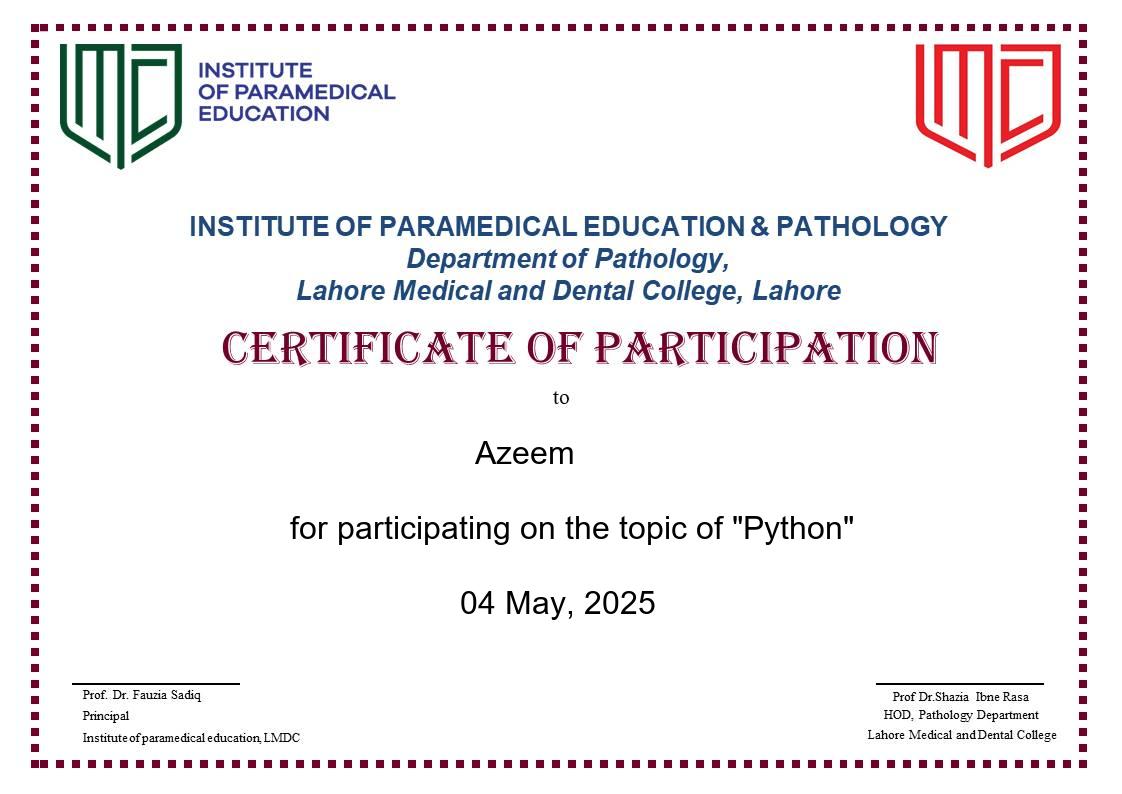 INSTITUTE
OF PARAMEDICAL
EDUCATION
INSTITUTE OF PARAMEDICAL EDUCATION & PATHOLOGY
Department of Pathology,
Lahore Medical and Dental College, Lahore
CERTIFICATE OF PARTICIPATION
to
Azeem
for participating on the topic of "Python"
04 May, 2025
Prof. Dr. Fauzia Sadiq
Principal
Institute of paramedical education, LMDC
Prof Dr.Shazia Ibne Rasa
HOD, Pathology Department
Lahore Medical and Dental College